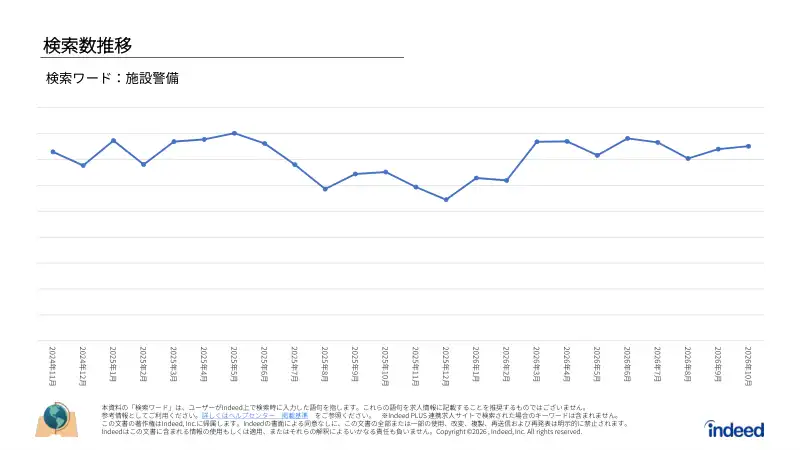 検索数推移
検索ワード：施設警備
2024年11月
2024年12月
2025年1月
2025年2月
2025年3月
2025年4月
2025年5月
2025年6月
2025年7月
2025年8月
2025年9月
2025年10月
2025年11月
2025年12月
2026年1月
2026年2月
2026年3月
2026年4月
2026年5月
2026年6月
2026年7月
2026年8月
2026年9月
2026年10月
本資料の「検索ワード」は、ユーザーがIndeed上で検索時に入力した語句を指します。これらの語句を求人情報に記載することを推奨するものではございません。
参考情報としてご利用ください。詳しくはヘルプセンター 掲載基準 をご参照ください。 ※Indeed PLUS 連携求人サイトで検索された場合のキーワードは含まれません。
この文書の著作権はIndeed, Inc.に帰属します。Indeedの書面による同意なしに、この文書の全部または一部の使用、改変、複製、再送信および再発表は明示的に禁止されます。
Indeedはこの文書に含まれる情報の使用もしくは適用、またはそれらの解釈によるいかなる責任も負いません。Copyright ©2026 , Indeed, Inc. All rights reserved.
indeed